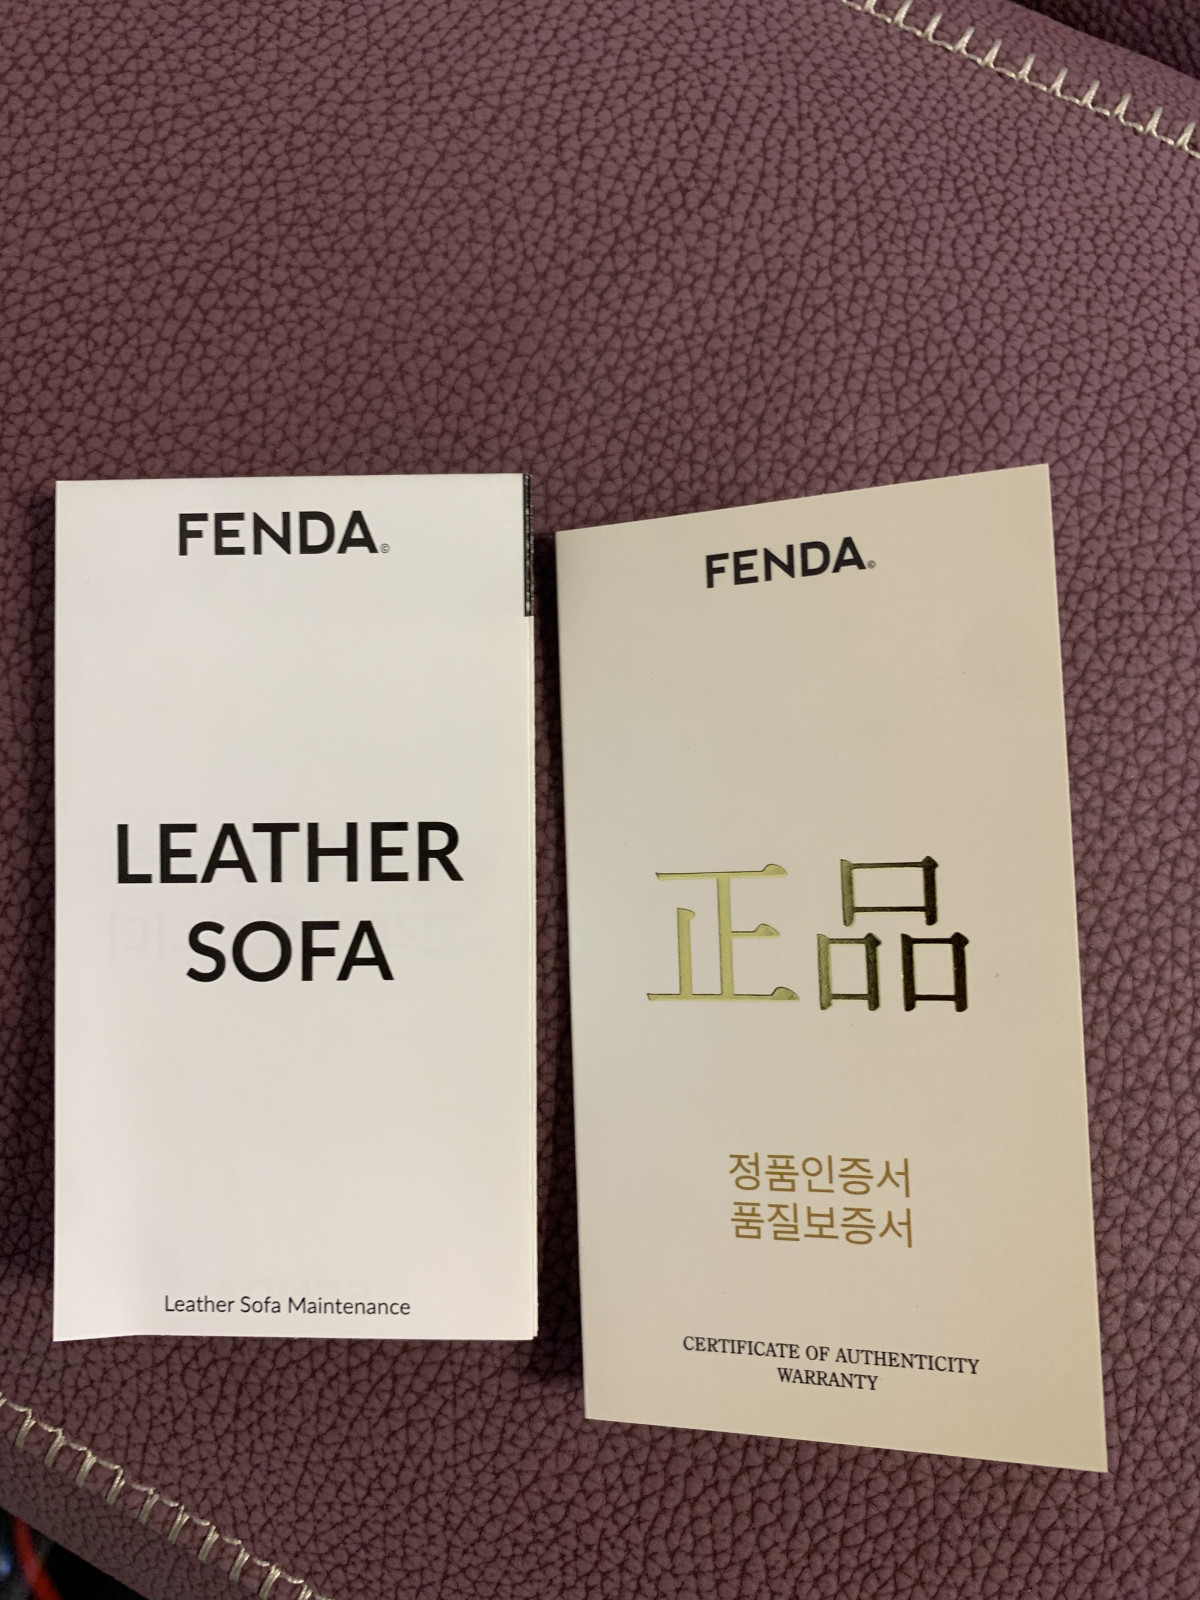 FENDA©
LEATHER
SOFA
Leather Sofa Maintenance
FENDA©
正品
정품인증서
품질보증서
CERTIFICATE OF AUTHENTICITY
WARRANTY